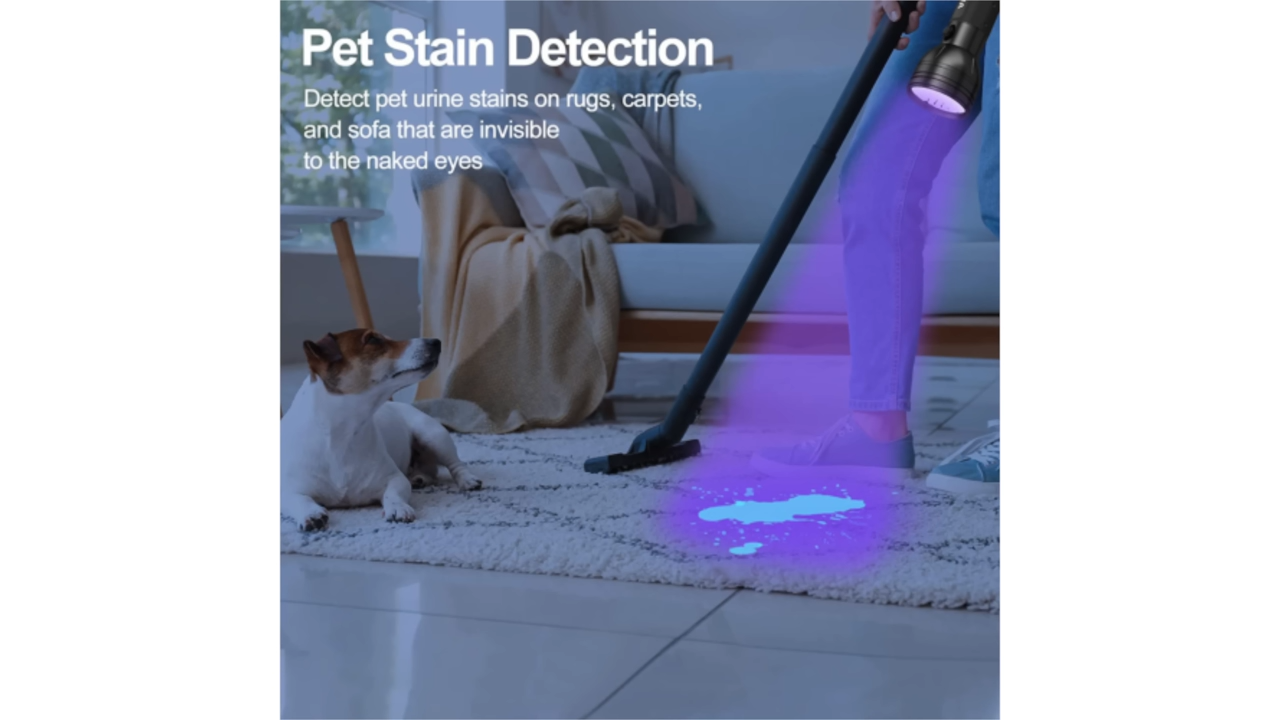 Pet Stain Detection
Detect pet urine stains on rugs, carpets,
and sofa that are invisible
to the naked eyes